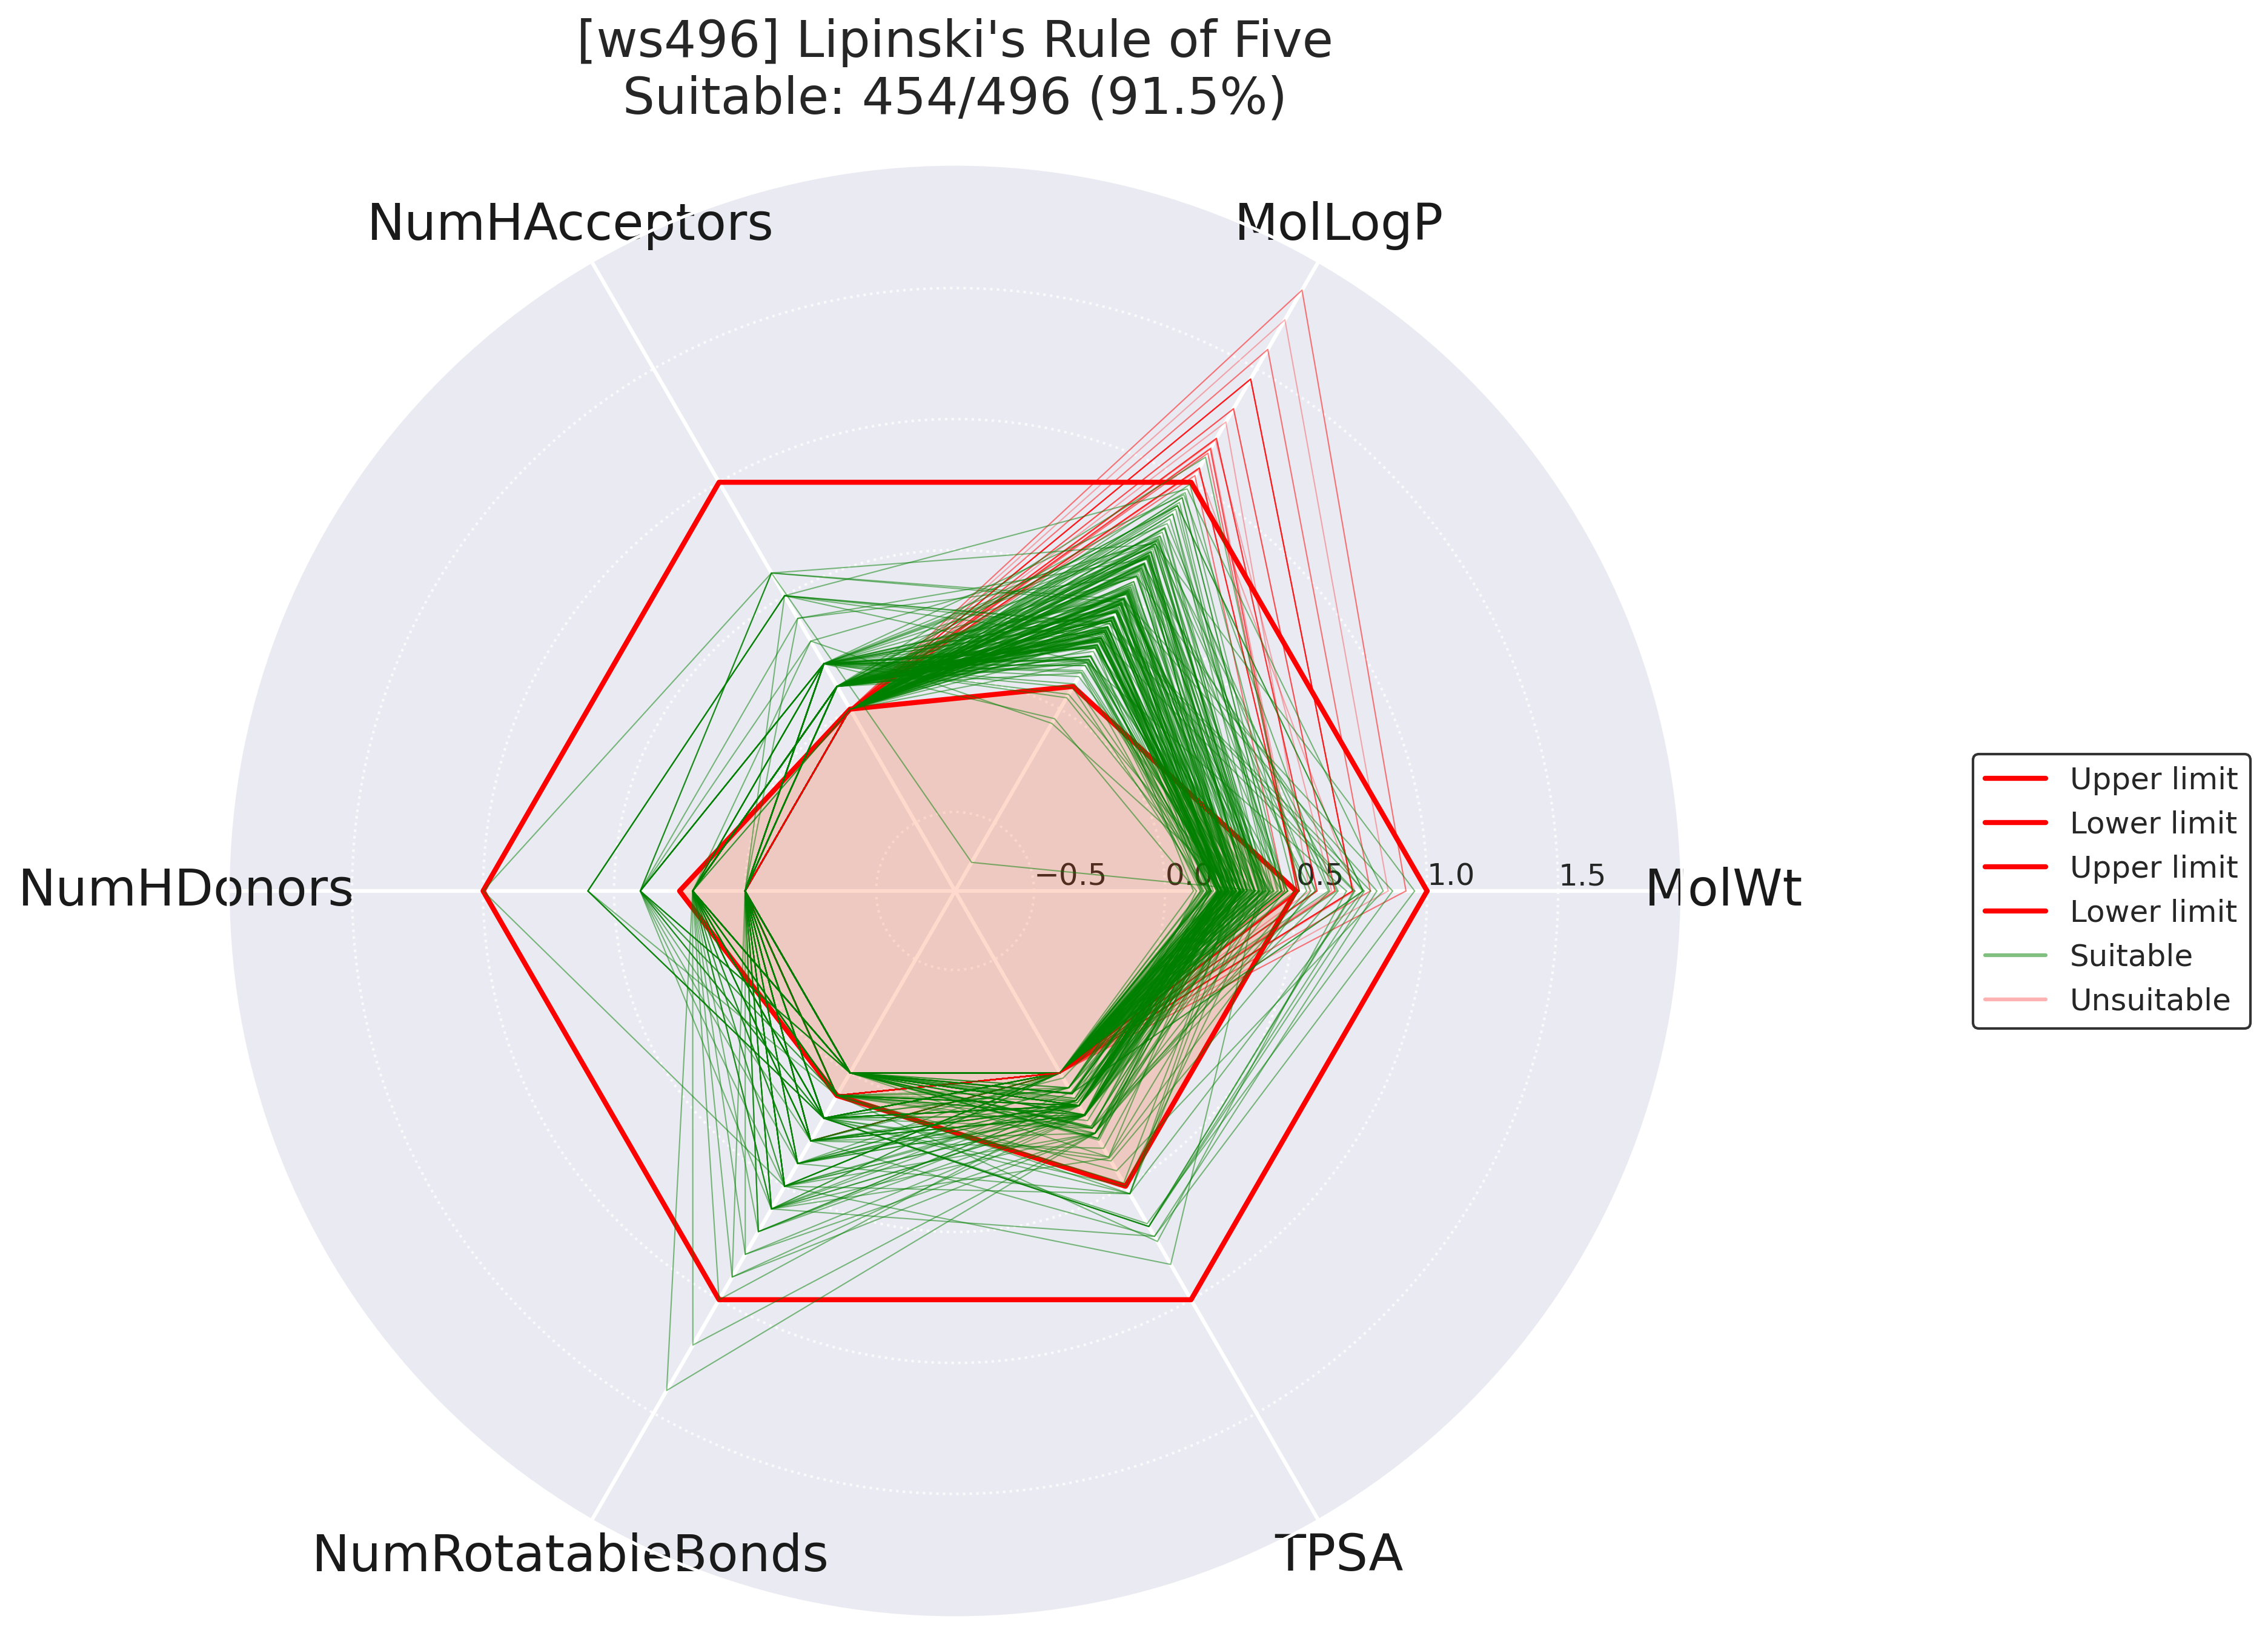 [ws496] Lipinski's Rule of Five
Suitable: 454/496 (91.5%)
NumHAcceptors
MolLogP
NumHDonors
−0.5
0.0
0.5
1.0
1.5
MolWt
NumRotatableBonds
TPSA
Upper limit
Lower limit
Upper limit
Lower limit
Suitable
Unsuitable